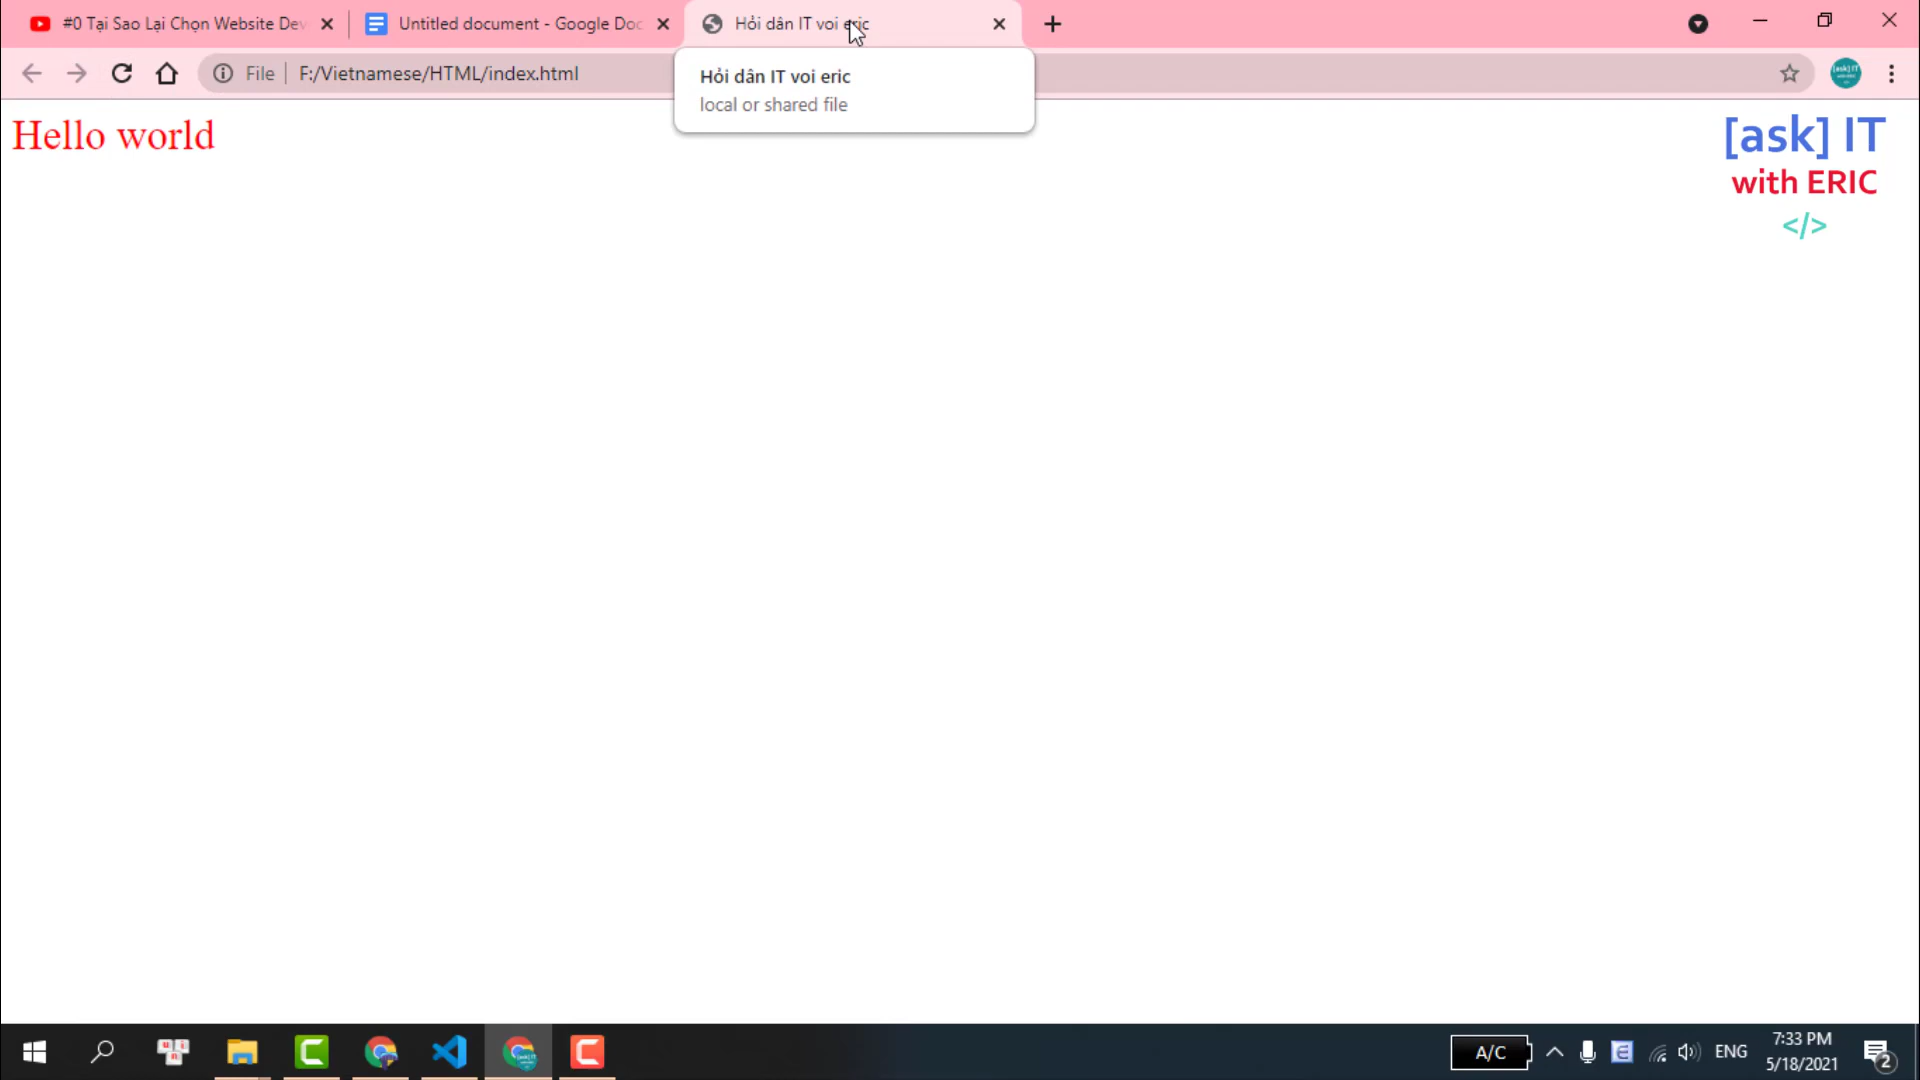 #0 Tại Sao Lại Chọn Website Dev
Untitled document - Google Doc
Hỏi dân IT voi eric
File
F:/Vietnamese/HTML/index.html
Hỏi dân IT voi eric
local or shared file
Hello world
[ask] IT
with ERIC
</>
A/C
ENG
7:33 PM
5/18/2021
2